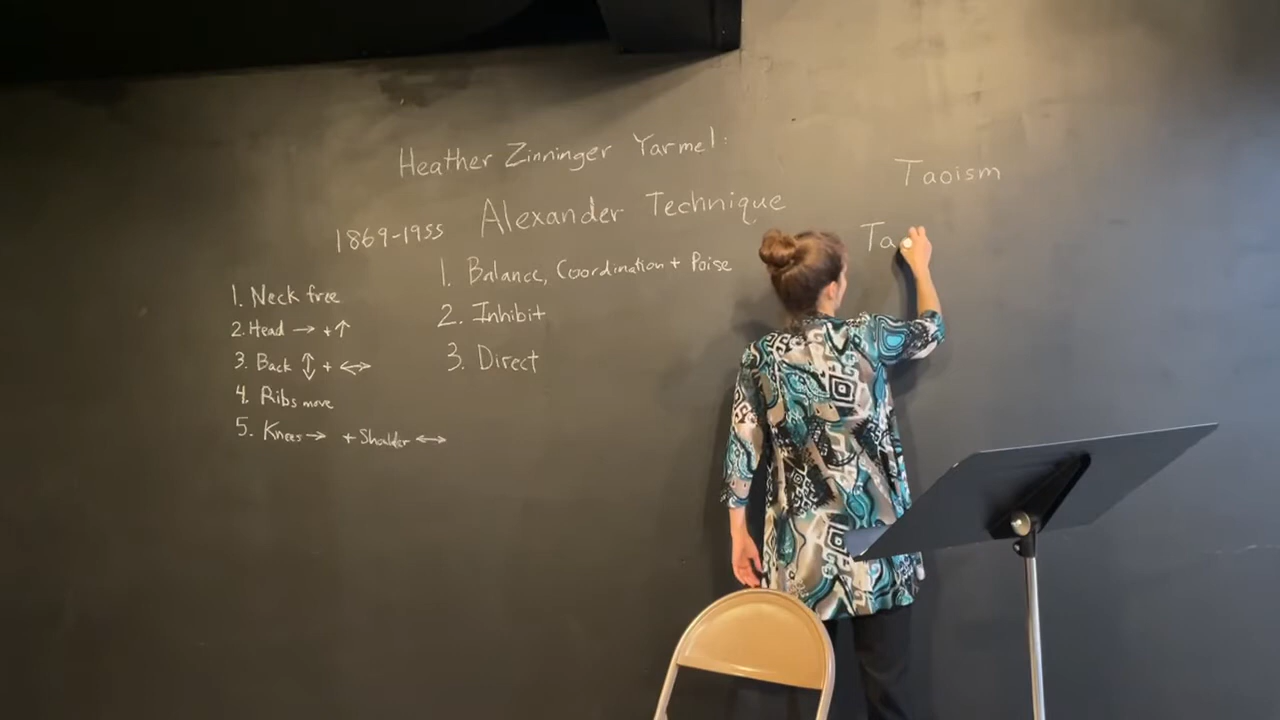 Heather Zinninger Yarmel:
Alexander Technique
1869-1955
1. Balance, Coordination + Poise
2. Inhibit
3. Direct
1. Neck free
2. Head → + ↑
3. Back ↕ + ↔
4. Ribs move
5. Knees → + Shoulder ↔
Taoism
Ta